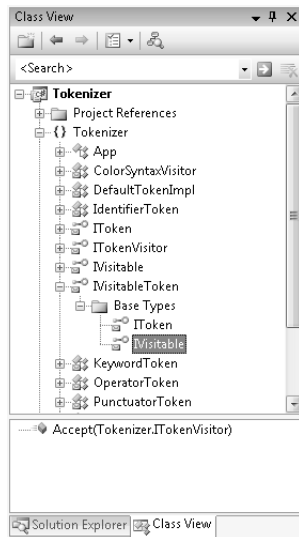 Class View
<Search>
Tokenizer
Project References
{} Tokenizer
App
ColorSyntaxVisitor
DefaultTokenImpl
IdentifierToken
IToken
ITokenVisitor
IVisitable
IVisitableToken
Base Types
IToken
IVisitable
KeywordToken
OperatorToken
PunctuatorToken
Accept(Tokenizer.ITokenVisitor)
Solution Explorer Class View